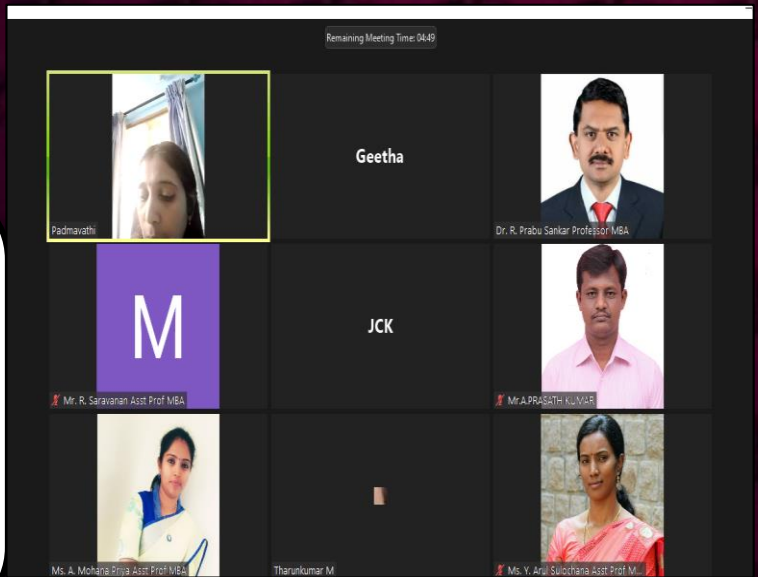 Remaining Meeting Time: 04:49
Padmavathi
Geetha
Dr. R. Prabu Sankar Professor MBA
M
Mr. R. Saravanan Asst Prof MBA
JCK
Mr.A.PRASATH KUMAR
Ms. A. Mohana Priya Asst Prof MBA
Tharunkumar M
Ms. Y. Arul Sulochana Asst Prof M...